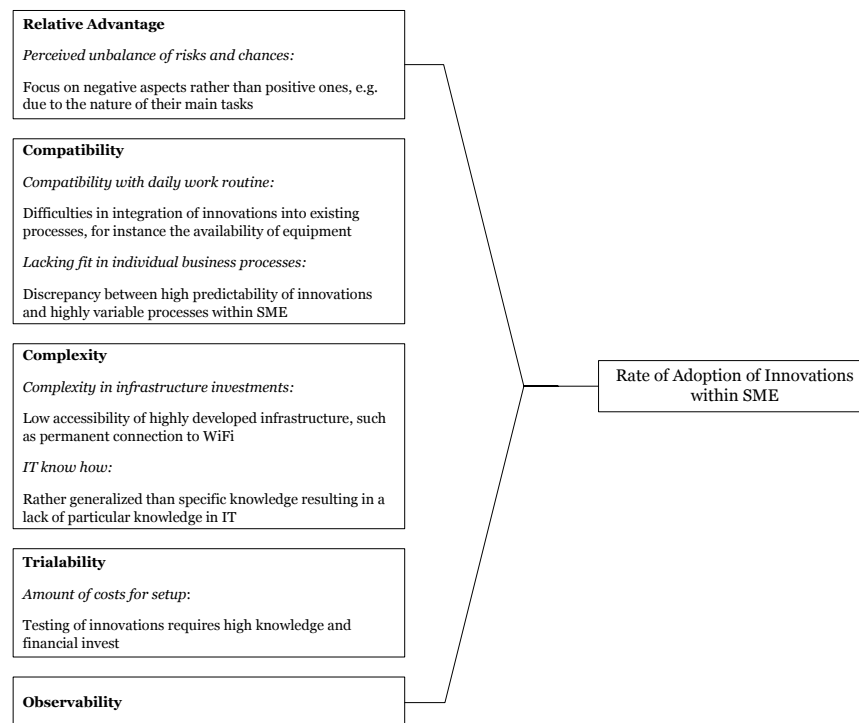 Relative Advantage
Perceived unbalance of risks and chances:
Focus on negative aspects rather than positive ones, e.g.
due to the nature of their main tasks
Compatibility
Compatibility with daily work routine:
Difficulties in integration of innovations into existing
processes, for instance the availability of equipment
Lacking fit in individual business processes:
Discrepancy between high predictability of innovations
and highly variable processes within SME
Complexity
Complexity in infrastructure investments:
Low accessibility of highly developed infrastructure, such
as permanent connection to WiFi
IT know how:
Rather generalized than specific knowledge resulting in a
lack of particular knowledge in IT
Trialability
Amount of costs for setup:
Testing of innovations requires high knowledge and
financial invest
Observability
Rate of Adoption of Innovations
within SME